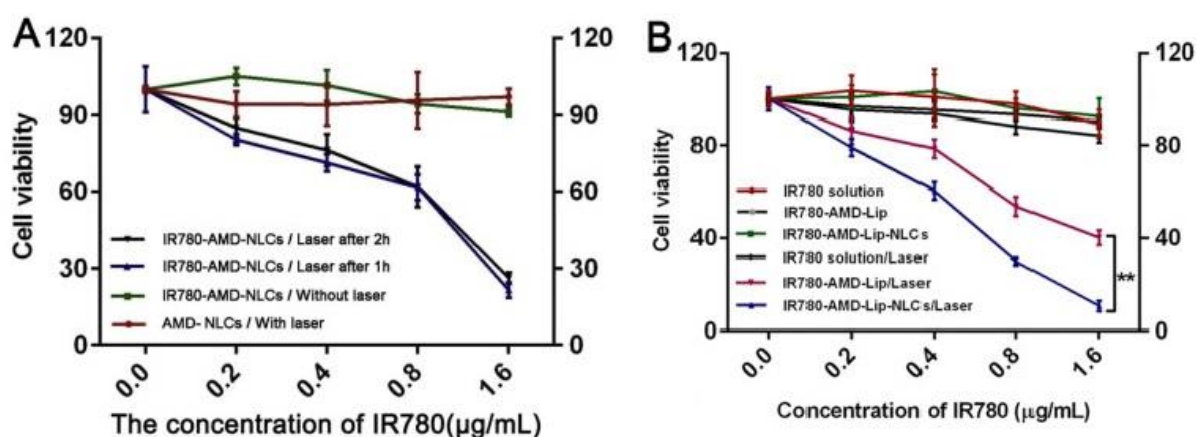 A
120
90
60
30
0
Cell viability
120
90
60
30
0
IR780-AMD-NLCs / Laser after 2h
IR780-AMD-NLCs / Laser after 1h
IR780-AMD-NLCs / Without laser
AMD- NLCs / With laser
0.0
0.2
0.4
0.8
1.6
The concentration of IR780(μg/mL)
B
120
80
40
0
Cell viability
120
80
40
0
IR780 solution
IR780-AMD-Lip
IR780-AMD-Lip-NLCs
IR780 solution/Laser
IR780-AMD-Lip/Laser
IR780-AMD-Lip-NLCs/Laser
**
0.0
0.2
0.4
0.8
1.6
Concentration of IR780 (μg/mL)